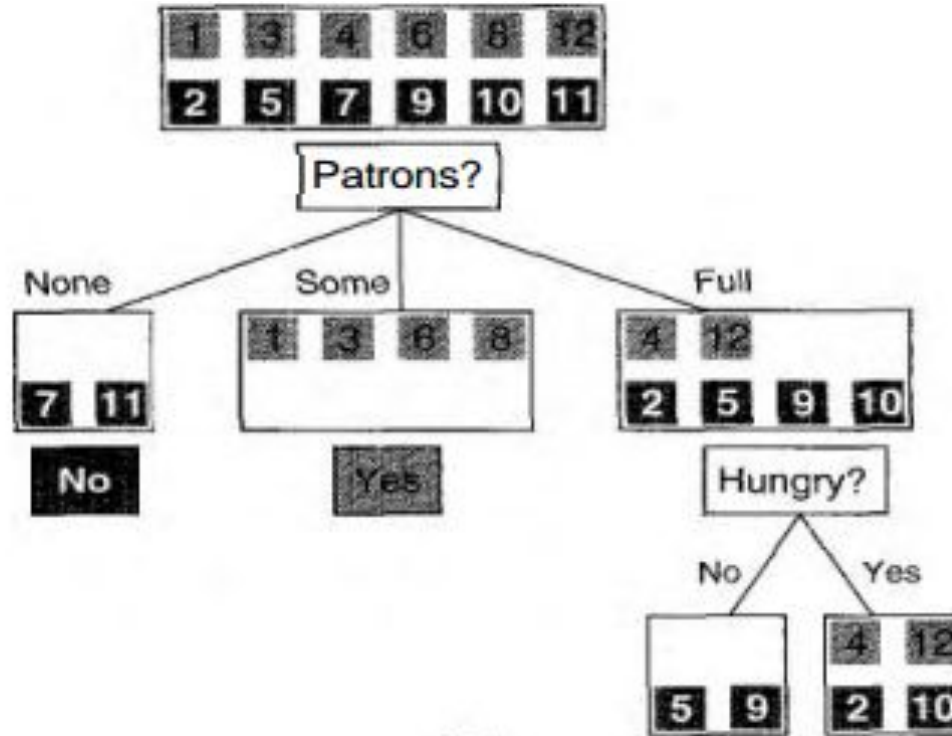 1 3 4 6 8 12
2 5 7 9 10 11
Patrons?
None Some Full
1 3 6 8 4 12
7 11 2 5 9 10
No Yes Hungry?
No Yes
4 12
5 9 2 10